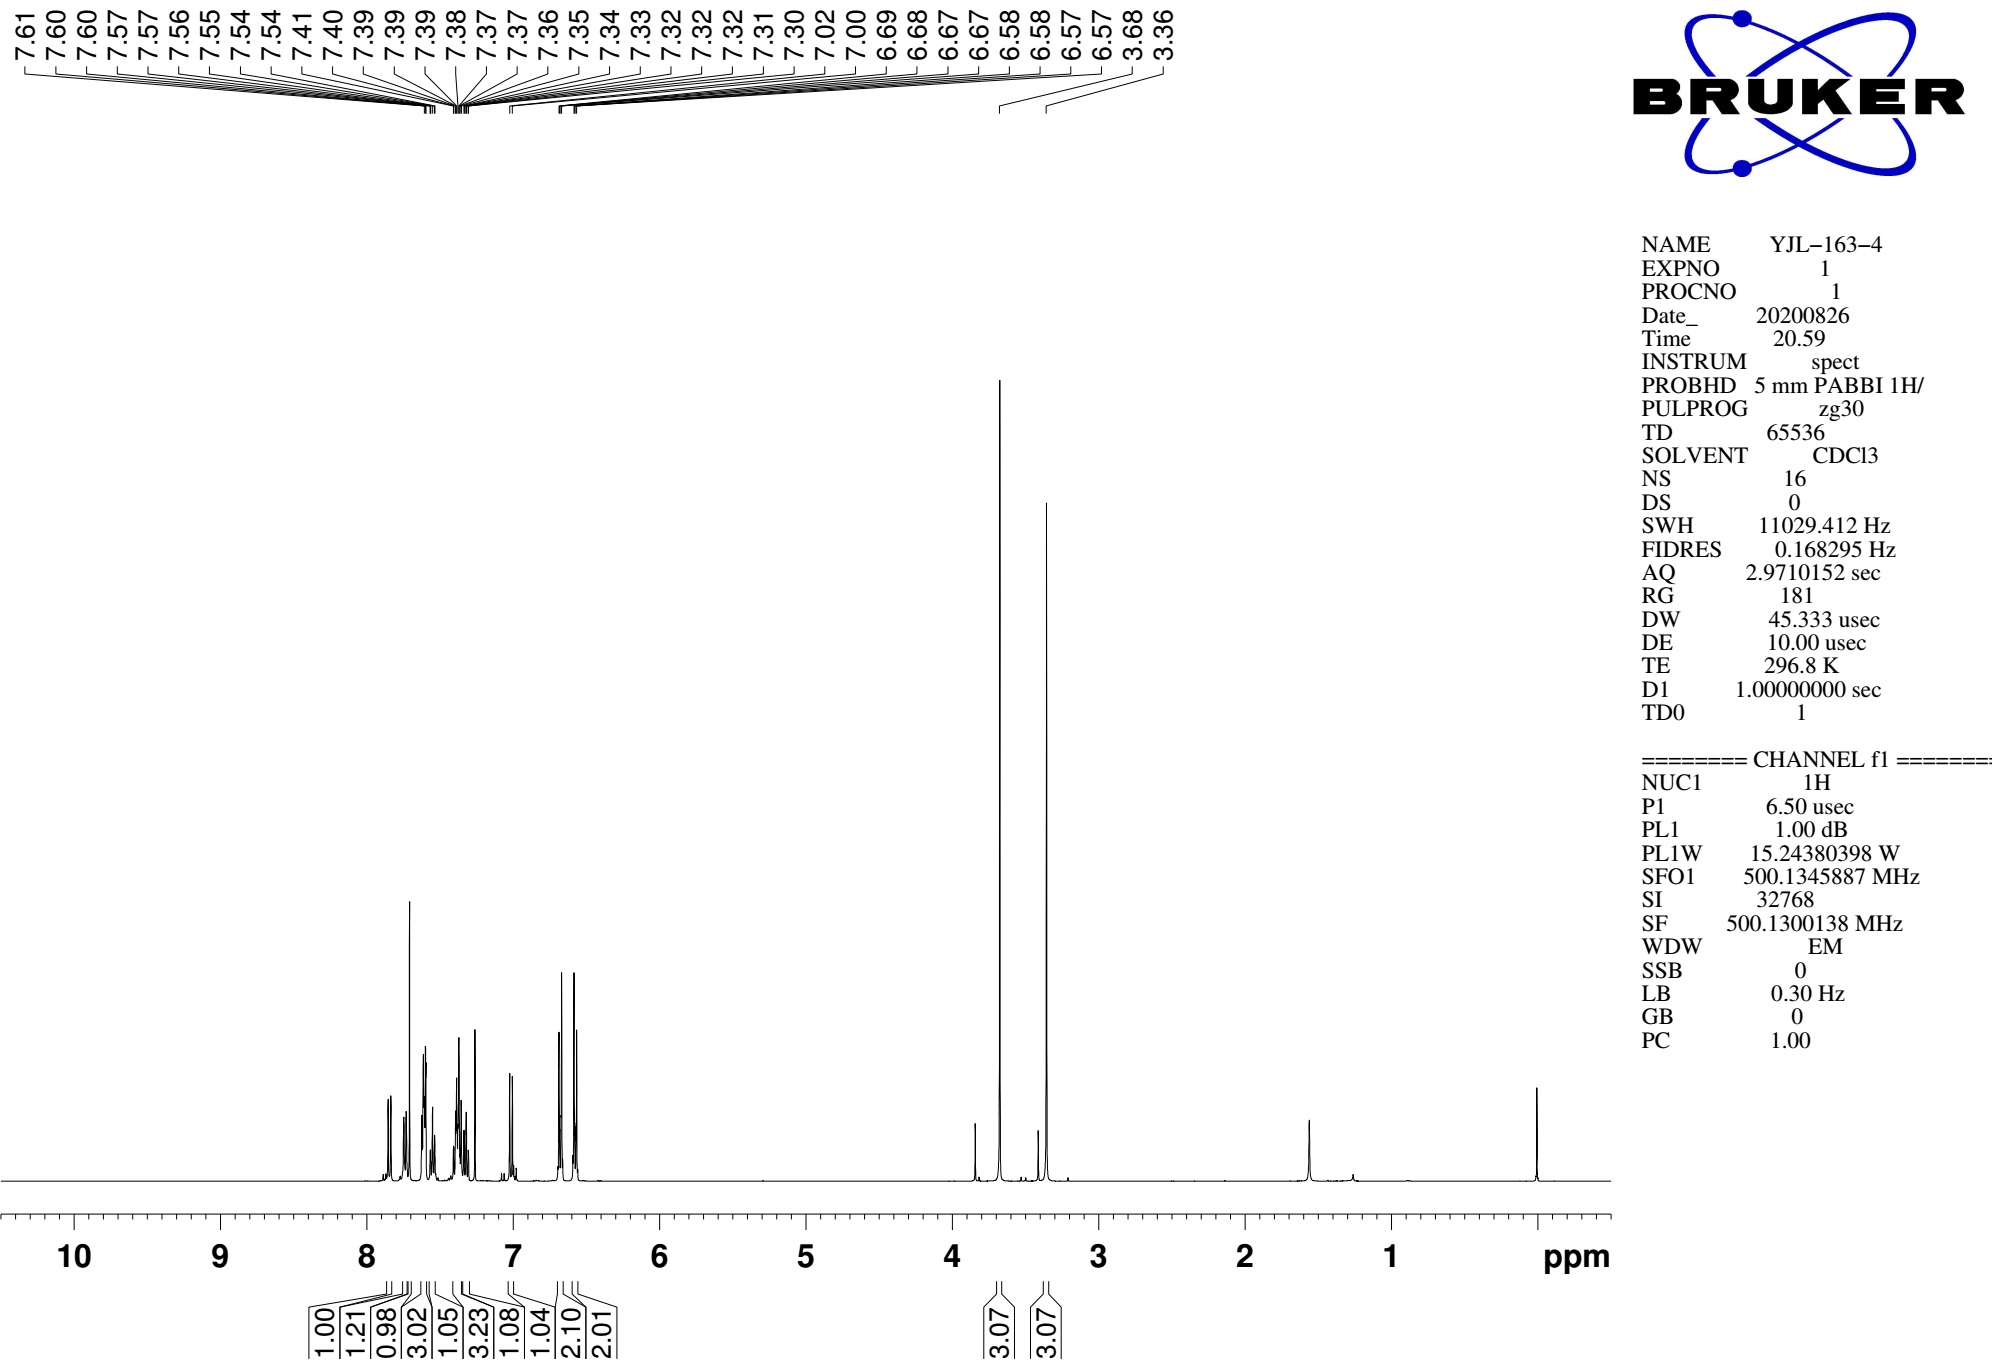 7.61
7.60
7.60
7.57
7.57
7.56
7.55
7.54
7.54
7.41
7.40
7.39
7.39
7.39
7.38
7.37
7.37
7.36
7.35
7.34
7.33
7.32
7.32
7.32
7.31
7.30
7.02
7.00
6.69
6.68
6.67
6.67
6.58
6.58
6.57
6.57
3.68
3.36
BRUKER
NAME YJL−163−4
EXPNO 1
PROCNO 1
Date_ 20200826
Time 20.59
INSTRUM spect
PROBHD 5 mm PABBI 1H/
PULPROG zg30
TD 65536
SOLVENT CDCl3
NS 16
DS 0
SWH 11029.412 Hz
FIDRES 0.168295 Hz
AQ 2.9710152 sec
RG 181
DW 45.333 usec
DE 10.00 usec
TE 296.8 K
D1 1.00000000 sec
TD0 1
======== CHANNEL f1 ========
NUC1 1H
P1 6.50 usec
PL1 1.00 dB
PL1W 15.24380398 W
SFO1 500.1345887 MHz
SI 32768
SF 500.1300138 MHz
WDW EM
SSB 0
LB 0.30 Hz
GB 0
PC 1.00
10 9 8 7 6 5 4 3 2 1 ppm
1.00
1.21
0.98
3.02
1.05
3.23
1.08
1.04
2.10
2.01
3.07
3.07